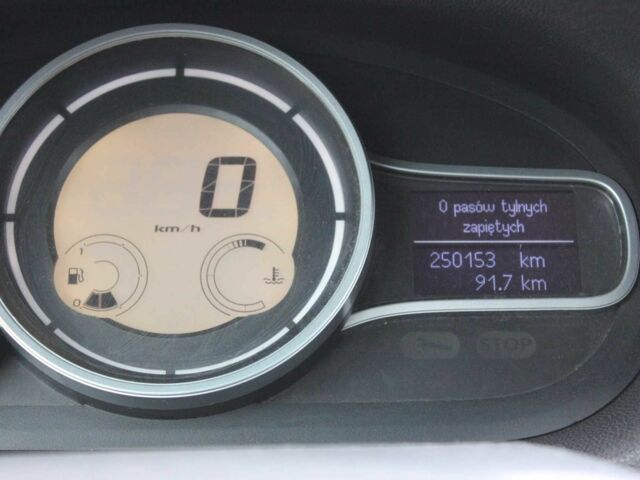 0
km/h
1
0
0 pasów tylnych
zapiętych
250153 km
91.7 km
STOP